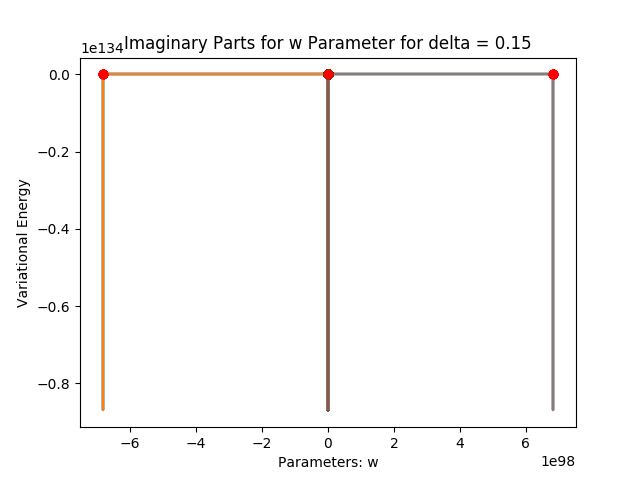 1e134
Imaginary Parts for w Parameter for delta = 0.15
Variational Energy
0.0
−0.2
−0.4
−0.6
−0.8
−6 −4 −2 0 2 4 6
1e98
Parameters: w